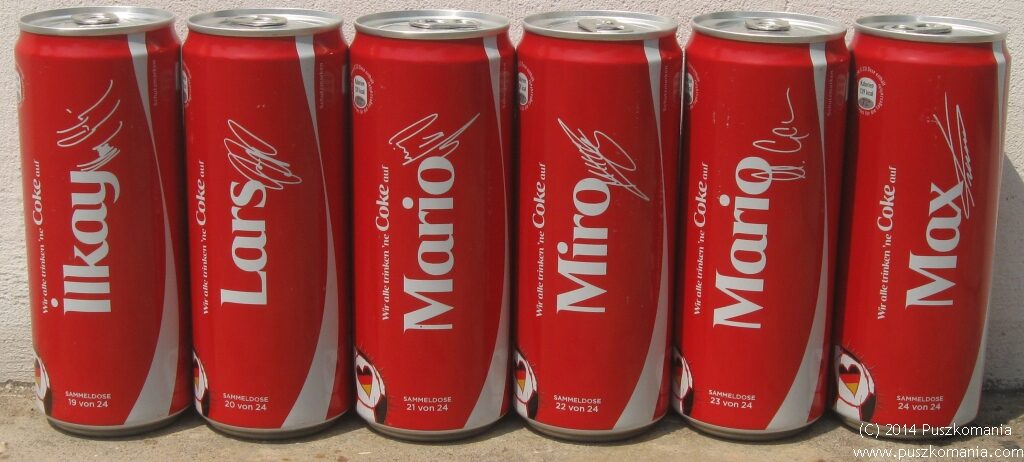 Wir alle trinken 'ne Coke auf
ilkay
SAMMELDOSE
19 von 24
Wir alle trinken 'ne Coke auf
Lars
SAMMELDOSE
20 von 24
Wir alle trinken 'ne Coke auf
Mario
SAMMELDOSE
21 von 24
Wir alle trinken 'ne Coke auf
Miro
SAMMELDOSE
22 von 24
Wir alle trinken 'ne Coke auf
Mario
SAMMELDOSE
23 von 24
Wir alle trinken 'ne Coke auf
Max
SAMMELDOSE
24 von 24
(C) 2014 Puszkomania
www.puszkomania.com